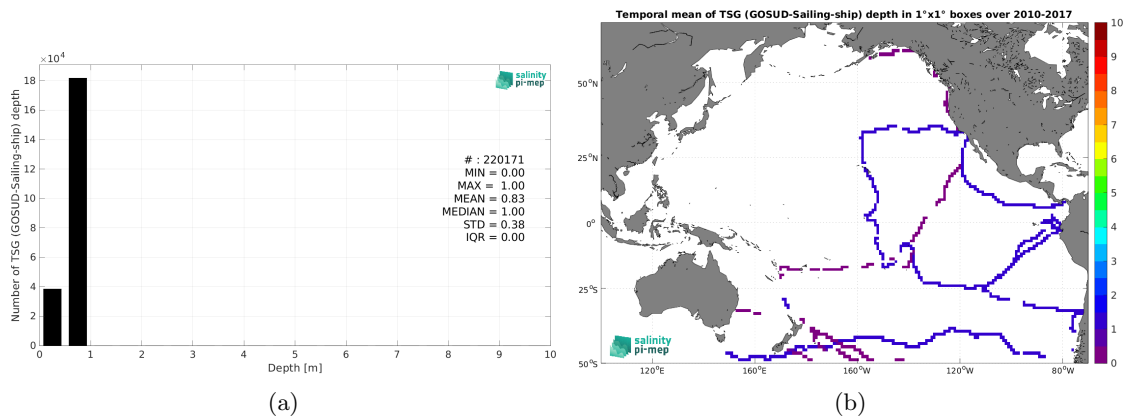 ×10⁴
18
16
14
12
10
8
6
4
2
0
Number of TSG (GOSUD-Sailing-ship) depth
0 1 2 3 4 5 6 7 8 9 10
Depth [m]
salinity
pi-mep
# : 220171
MIN = 0.00
MAX = 1.00
MEAN = 0.83
MEDIAN = 1.00
STD = 0.38
IQR = 0.00
(a)
Temporal mean of TSG (GOSUD-Sailing-ship) depth in 1°x1° boxes over 2010-2017
50°N
25°N
0°
25°S
50°S
120°W 160°W 160°W 120°W 80°W
salinity
pi-mep
10
9
8
7
6
5
4
3
2
1
0
(b)